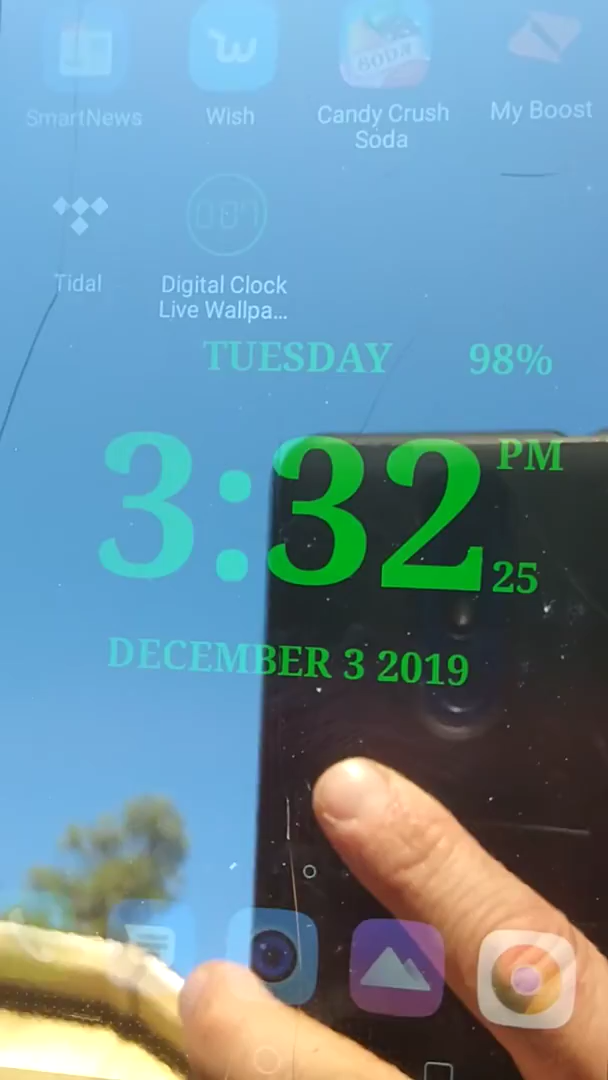 SmartNews Wish Candy Crush Soda My Boost
Tidal Digital Clock Live Wallpa...
TUESDAY 98%
3:32 PM 25
DECEMBER 3 2019